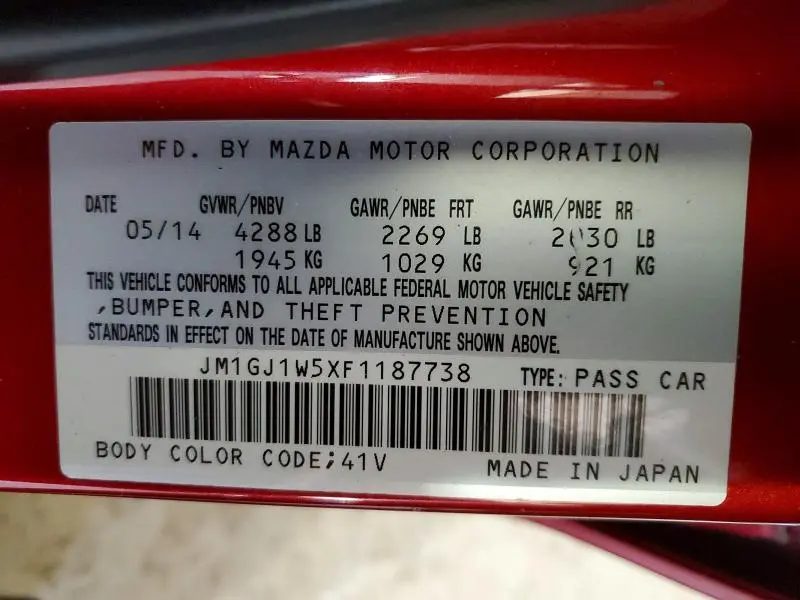 MFD. BY MAZDA MOTOR CORPORATION
DATE GVWR/PNBV GAWR/PNBE FRT GAWR/PNBE RR
05/14 4288 LB 2269 LB 2030 LB
1945 KG 1029 KG 921 KG
THIS VEHICLE CONFORMS TO ALL APPLICABLE FEDERAL MOTOR VEHICLE SAFETY
,BUMPER,AND THEFT PREVENTION
STANDARDS IN EFFECT ON THE DATE OF MANUFACTURE SHOWN ABOVE.
JM1GJ1W5XF1187738 TYPE: PASS CAR
BODY COLOR CODE;41V MADE IN JAPAN